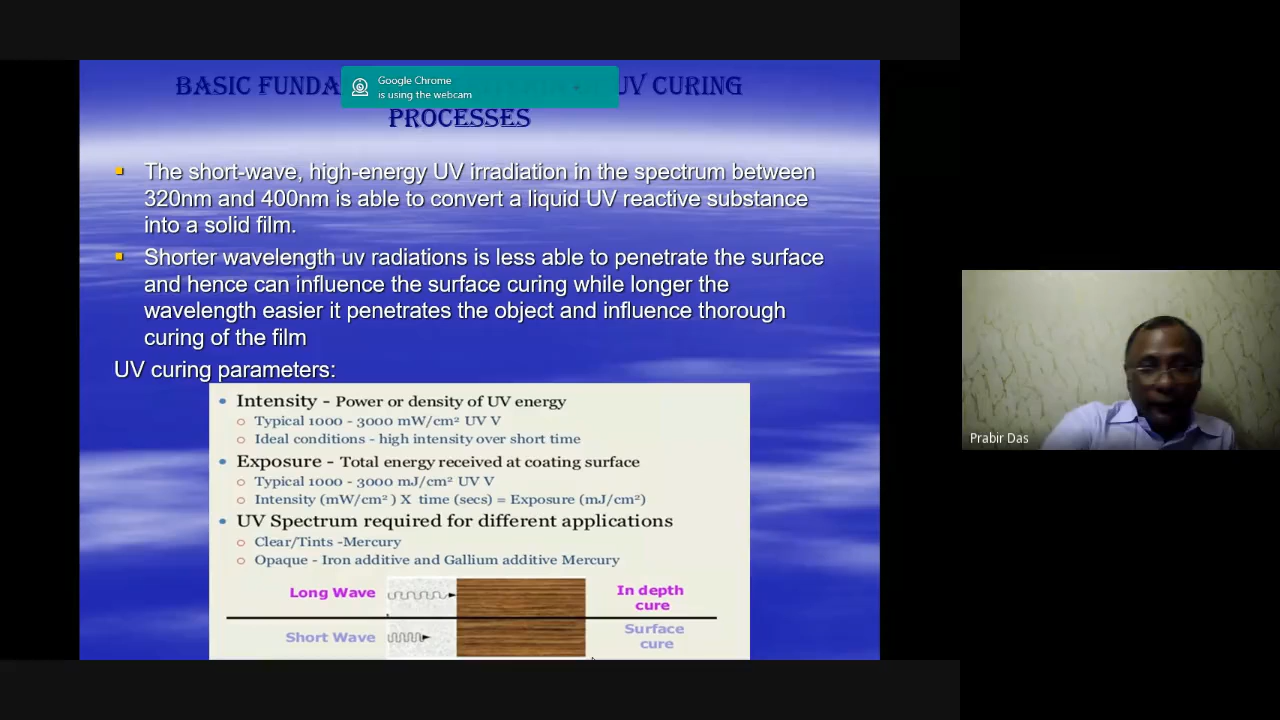 BASIC FUNDA UV CURING
PROCESSES
Google Chrome
is using the webcam
The short-wave, high-energy UV irradiation in the spectrum between
320nm and 400nm is able to convert a liquid UV reactive substance
into a solid film.
Shorter wavelength uv radiations is less able to penetrate the surface
and hence can influence the surface curing while longer the
wavelength easier it penetrates the object and influence thorough
curing of the film
UV curing parameters:
Intensity - Power or density of UV energy
Typical 1000 - 3000 mW/cm² UV V
Ideal conditions - high intensity over short time
Exposure - Total energy received at coating surface
Typical 1000 - 3000 mJ/cm² UV V
Intensity (mW/cm² ) X time (secs) = Exposure (mJ/cm²)
UV Spectrum required for different applications
Clear/Tints -Mercury
Opaque - Iron additive and Gallium additive Mercury
Long Wave
In depth
cure
Short Wave
Surface
cure
Prabir Das